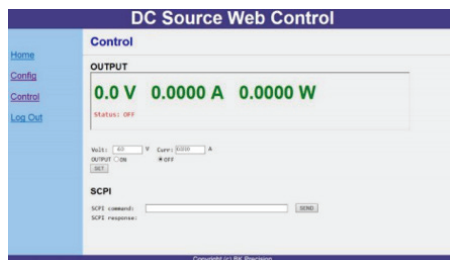 DC Source Web Control
Home
Config
Control
Log Out
Control
OUTPUT
0.0 V 0.0000 A 0.0000 W
Status: OFF
Volt: V Curr: A
OUTPUT ON OFF
SET
SCPI
SCPI command: SEND
SCPI response:
Copyright (c) BK Precision